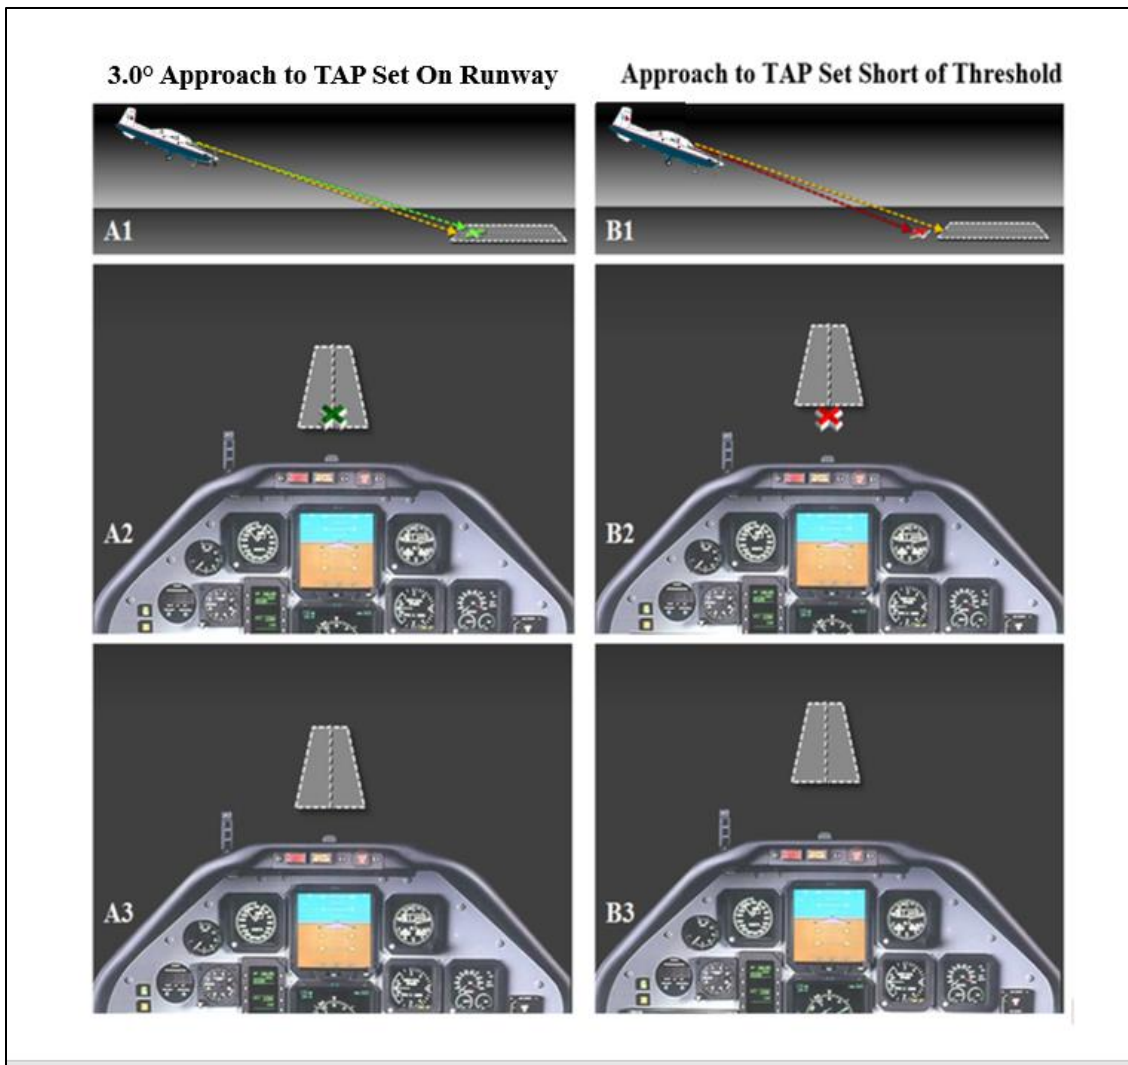 3.0° Approach to TAP Set On Runway
Approach to TAP Set Short of Threshold
A1
B1
A2
B2
A3
B3